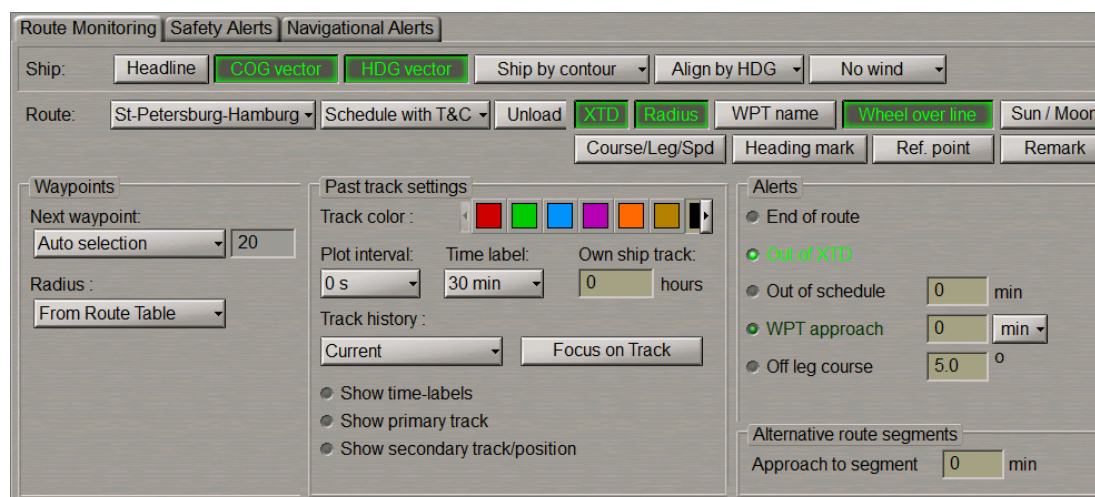 Route Monitoring Safety Alerts Navigational Alerts
Ship: Headline COG vector HDG vector Ship by contour Align by HDG No wind
Route: St-Petersburg-Hamburg Schedule with T&C Unload XTD Radius WPT name Wheel over line Sun / Moon
Course/Leg/Spd Heading mark Ref. point Remark
Waypoints
Next waypoint:
Auto selection 20
Radius :
From Route Table
Past track settings
Track color :
Plot interval: Time label: Own ship track:
0 s 30 min 0 hours
Track history :
Current Focus on Track
Show time-labels
Show primary track
Show secondary track/position
Alerts
End of route
Out of XTD
Out of schedule 0 min
WPT approach 0 min
Off leg course 5.0 o
Alternative route segments
Approach to segment 0 min